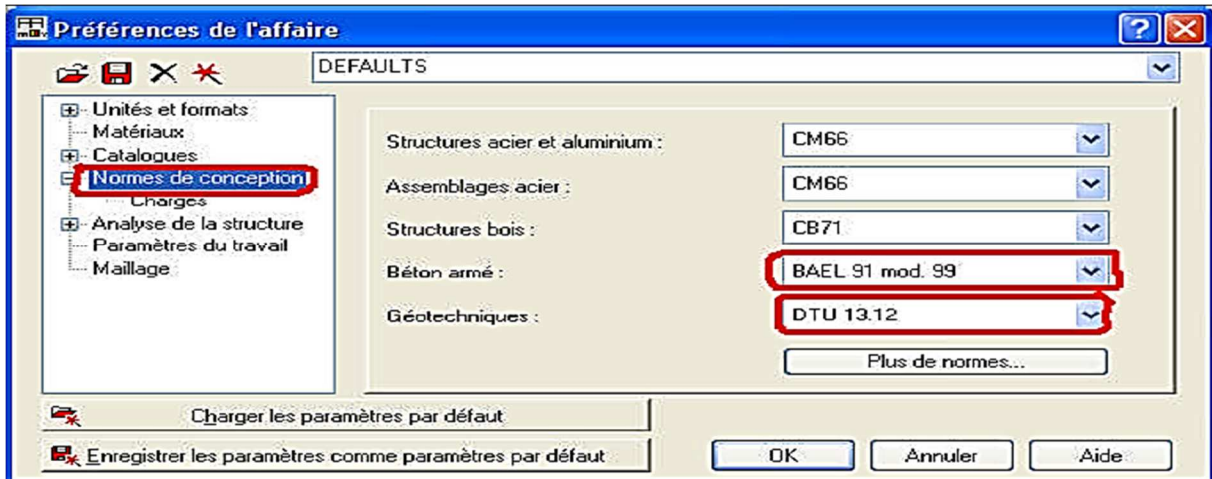 Préférences de l'affaire
DEFAULTS
Unités et formats
Matériaux
Catalogues
Normes de conception
Charges
Analyse de la structure
Paramètres du travail
Maillage
Structures acier et aluminium :
CM66
Assemblages acier :
CM66
Structures bois :
CB71
Béton armé :
BAEL 91 mod. 99
Géotechniques :
DTU 13.12
Plus de normes...
Charger les paramètres par défaut
Enregistrer les paramètres comme paramètres par défaut
OK
Annuler
Aide